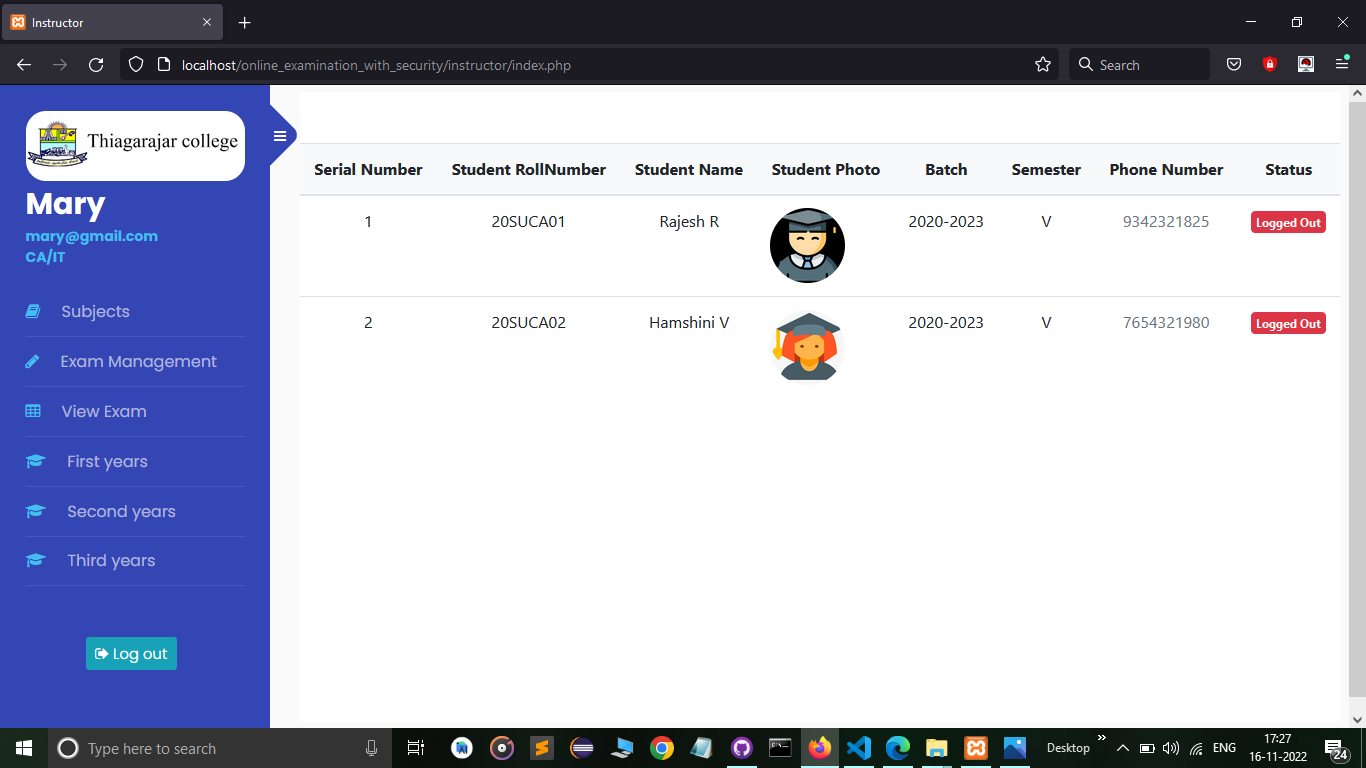 Instructor
localhost/online_examination_with_security/instructor/index.php
Search
Thiagarajar college
Mary
mary@gmail.com
CA/IT
Subjects
Exam Management
View Exam
First years
Second years
Third years
Log out
Serial Number Student RollNumber Student Name Student Photo Batch Semester Phone Number Status
1 20SUCA01 Rajesh R 2020-2023 V 9342321825 Logged Out
2 20SUCA02 Hamshini V 2020-2023 V 7654321980 Logged Out
Type here to search
Desktop
ENG
17:27
16-11-2022
24